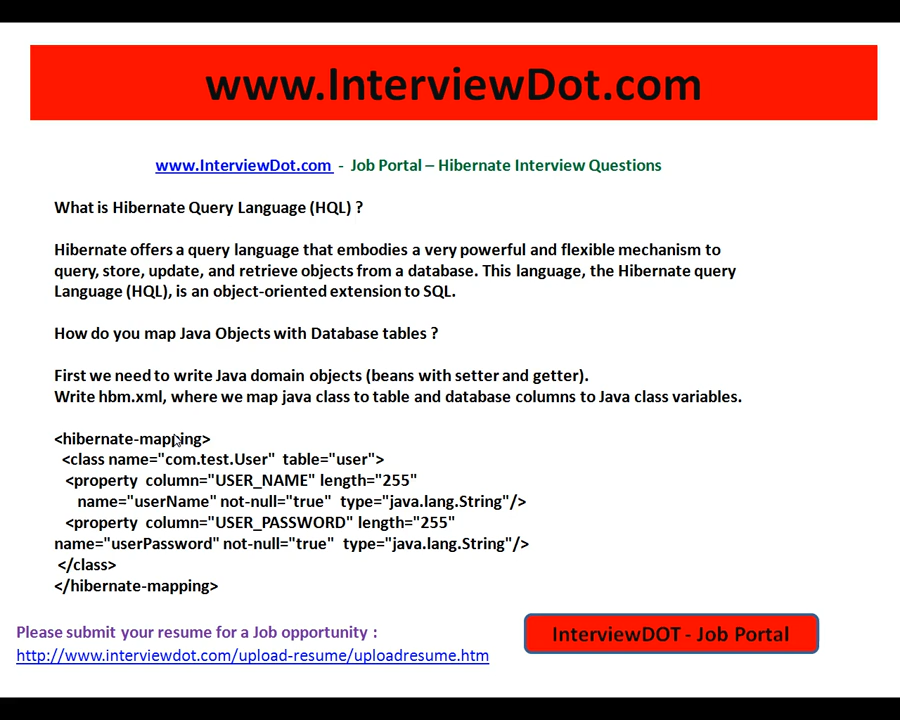 www.InterviewDot.com
www.InterviewDot.com - Job Portal – Hibernate Interview Questions
What is Hibernate Query Language (HQL) ?
Hibernate offers a query language that embodies a very powerful and flexible mechanism to
query, store, update, and retrieve objects from a database. This language, the Hibernate query
Language (HQL), is an object-oriented extension to SQL.
How do you map Java Objects with Database tables ?
First we need to write Java domain objects (beans with setter and getter).
Write hbm.xml, where we map java class to table and database columns to Java class variables.
<hibernate-mapping>
<class name="com.test.User" table="user">
<property column="USER_NAME" length="255"
name="userName" not-null="true" type="java.lang.String"/>
<property column="USER_PASSWORD" length="255"
name="userPassword" not-null="true" type="java.lang.String"/>
</class>
</hibernate-mapping>
Please submit your resume for a Job opportunity :
http://www.interviewdot.com/upload-resume/uploadresume.htm
InterviewDOT - Job Portal